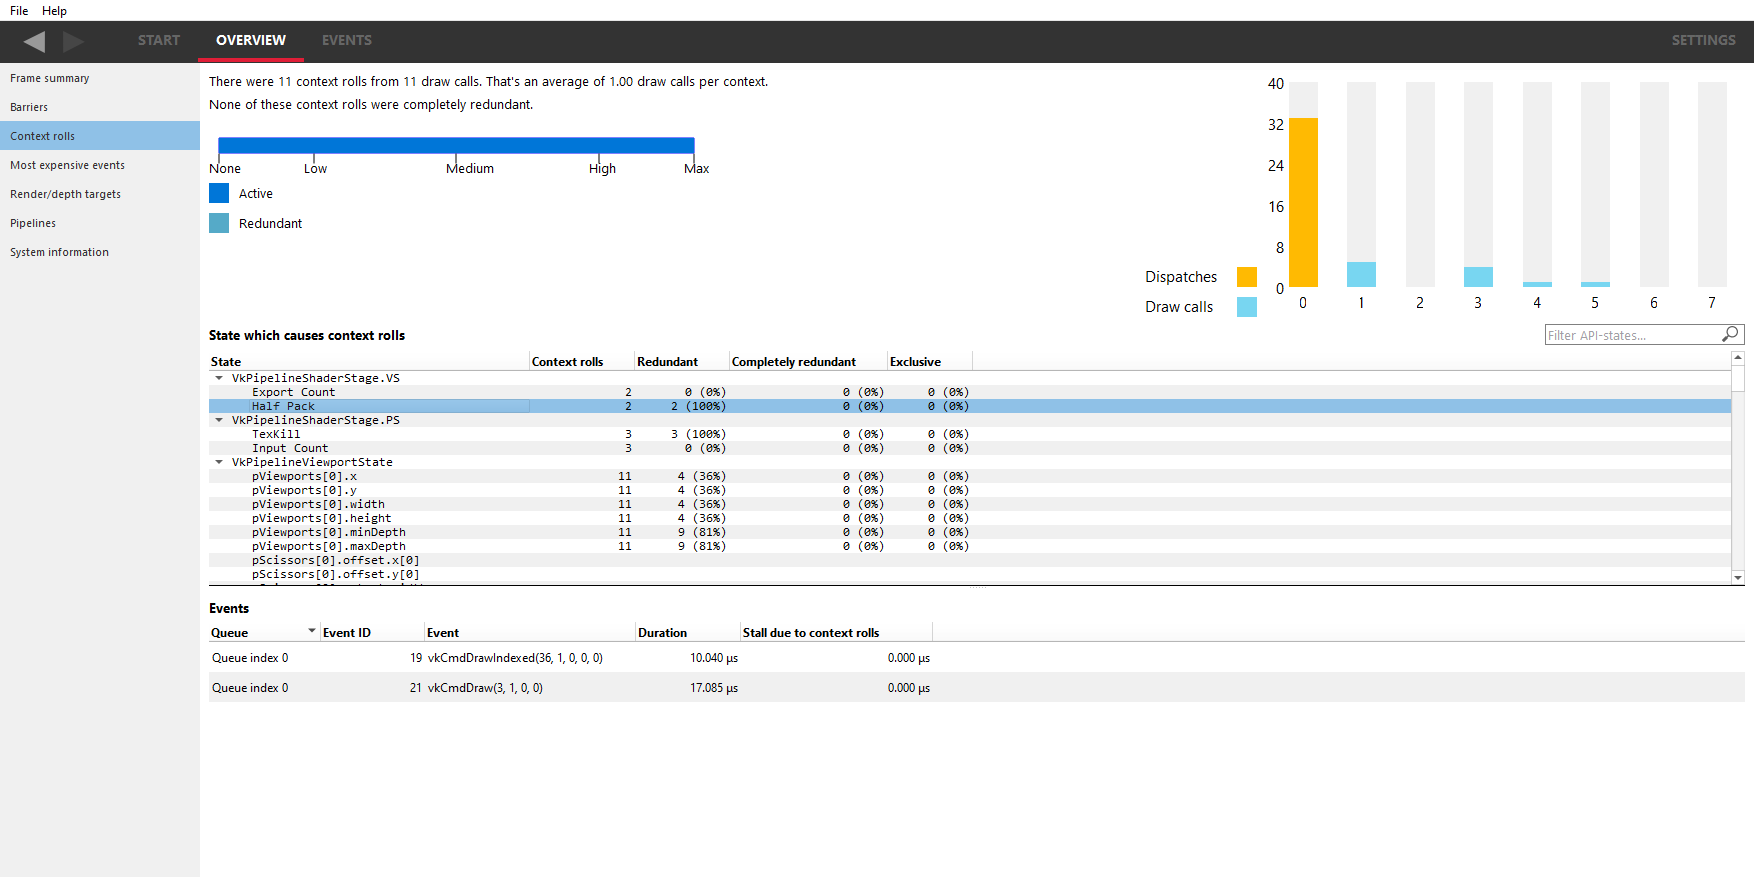 File Help
START OVERVIEW EVENTS SETTINGS
Frame summary
Barriers
Context rolls
Most expensive events
Render/depth targets
Pipelines
System information
There were 11 context rolls from 11 draw calls. That's an average of 1.00 draw calls per context.
None of these context rolls were completely redundant.
None Low Medium High Max
Active
Redundant
40
32
24
16
8
0
Dispatches
Draw calls
0 1 2 3 4 5 6 7
State which causes context rolls
Filter API-states...
State Context rolls Redundant Completely redundant Exclusive
VkPipelineShaderStage.VS
Export Count 2 0 (0%) 0 (0%) 0 (0%)
Half Pack 2 2 (100%) 0 (0%) 0 (0%)
VkPipelineShaderStage.PS
TexKill 3 3 (100%) 0 (0%) 0 (0%)
Input Count 3 0 (0%) 0 (0%) 0 (0%)
VkPipelineViewportState
pViewports[0].x 11 4 (36%) 0 (0%) 0 (0%)
pViewports[0].y 11 4 (36%) 0 (0%) 0 (0%)
pViewports[0].width 11 4 (36%) 0 (0%) 0 (0%)
pViewports[0].height 11 4 (36%) 0 (0%) 0 (0%)
pViewports[0].minDepth 11 9 (81%) 0 (0%) 0 (0%)
pViewports[0].maxDepth 11 9 (81%) 0 (0%) 0 (0%)
pScissors[0].offset.x[0]
pScissors[0].offset.y[0]
Events
Queue Event ID Event Duration Stall due to context rolls
Queue index 0 19 vkCmdDrawIndexed(36, 1, 0, 0, 0) 10.040 µs 0.000 µs
Queue index 0 21 vkCmdDraw(3, 1, 0, 0) 17.085 µs 0.000 µs